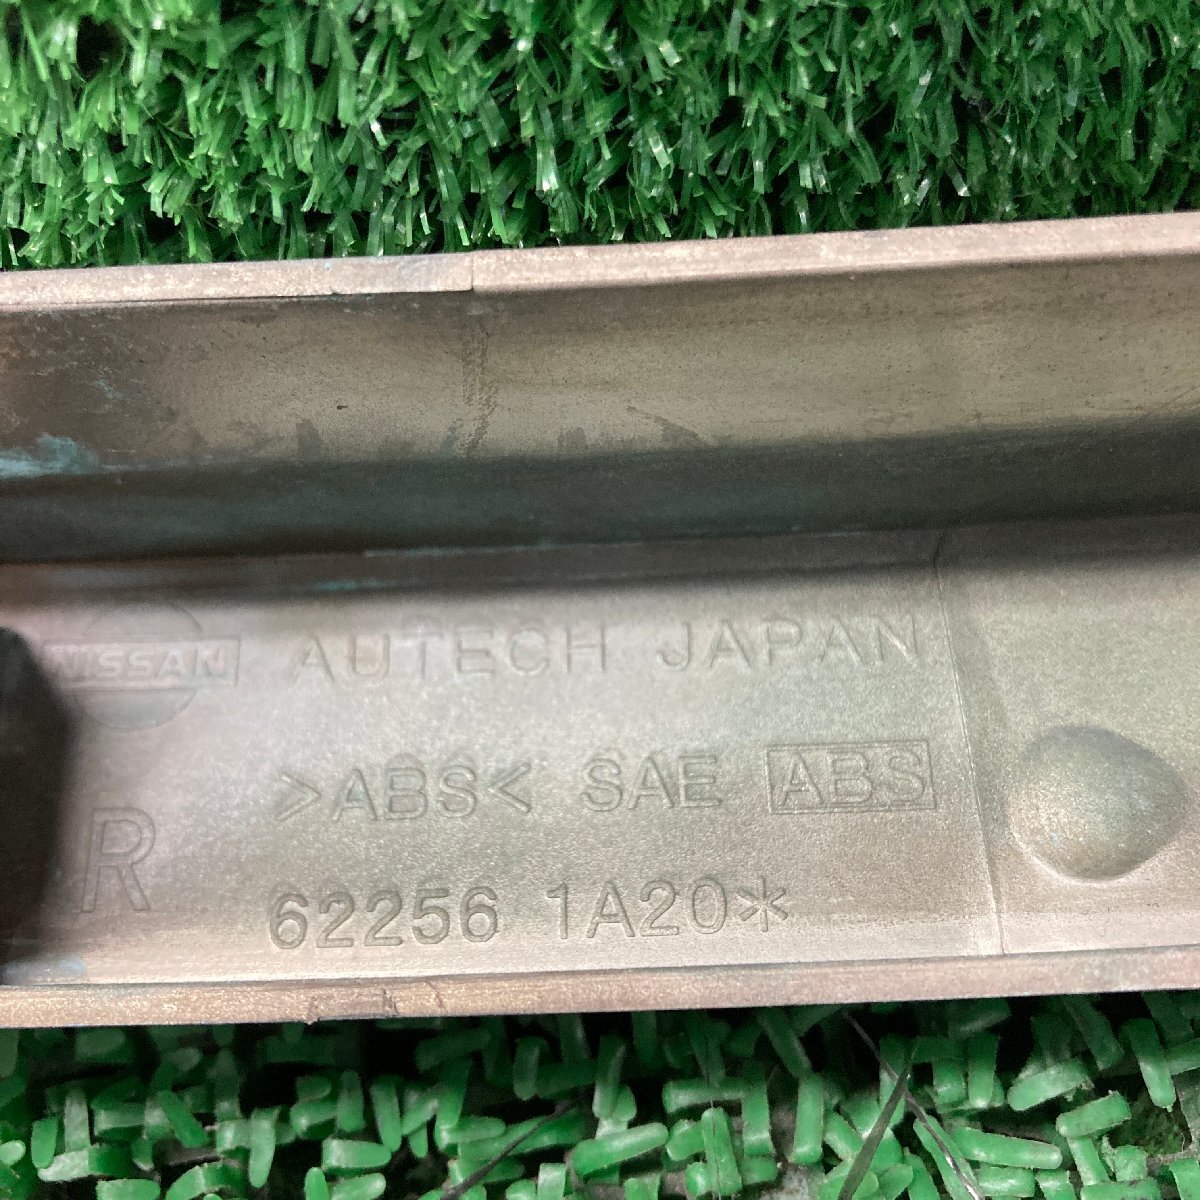 NISSAN AUTECH JAPAN
>ABS< SAE ABS
R
62256 1A20*